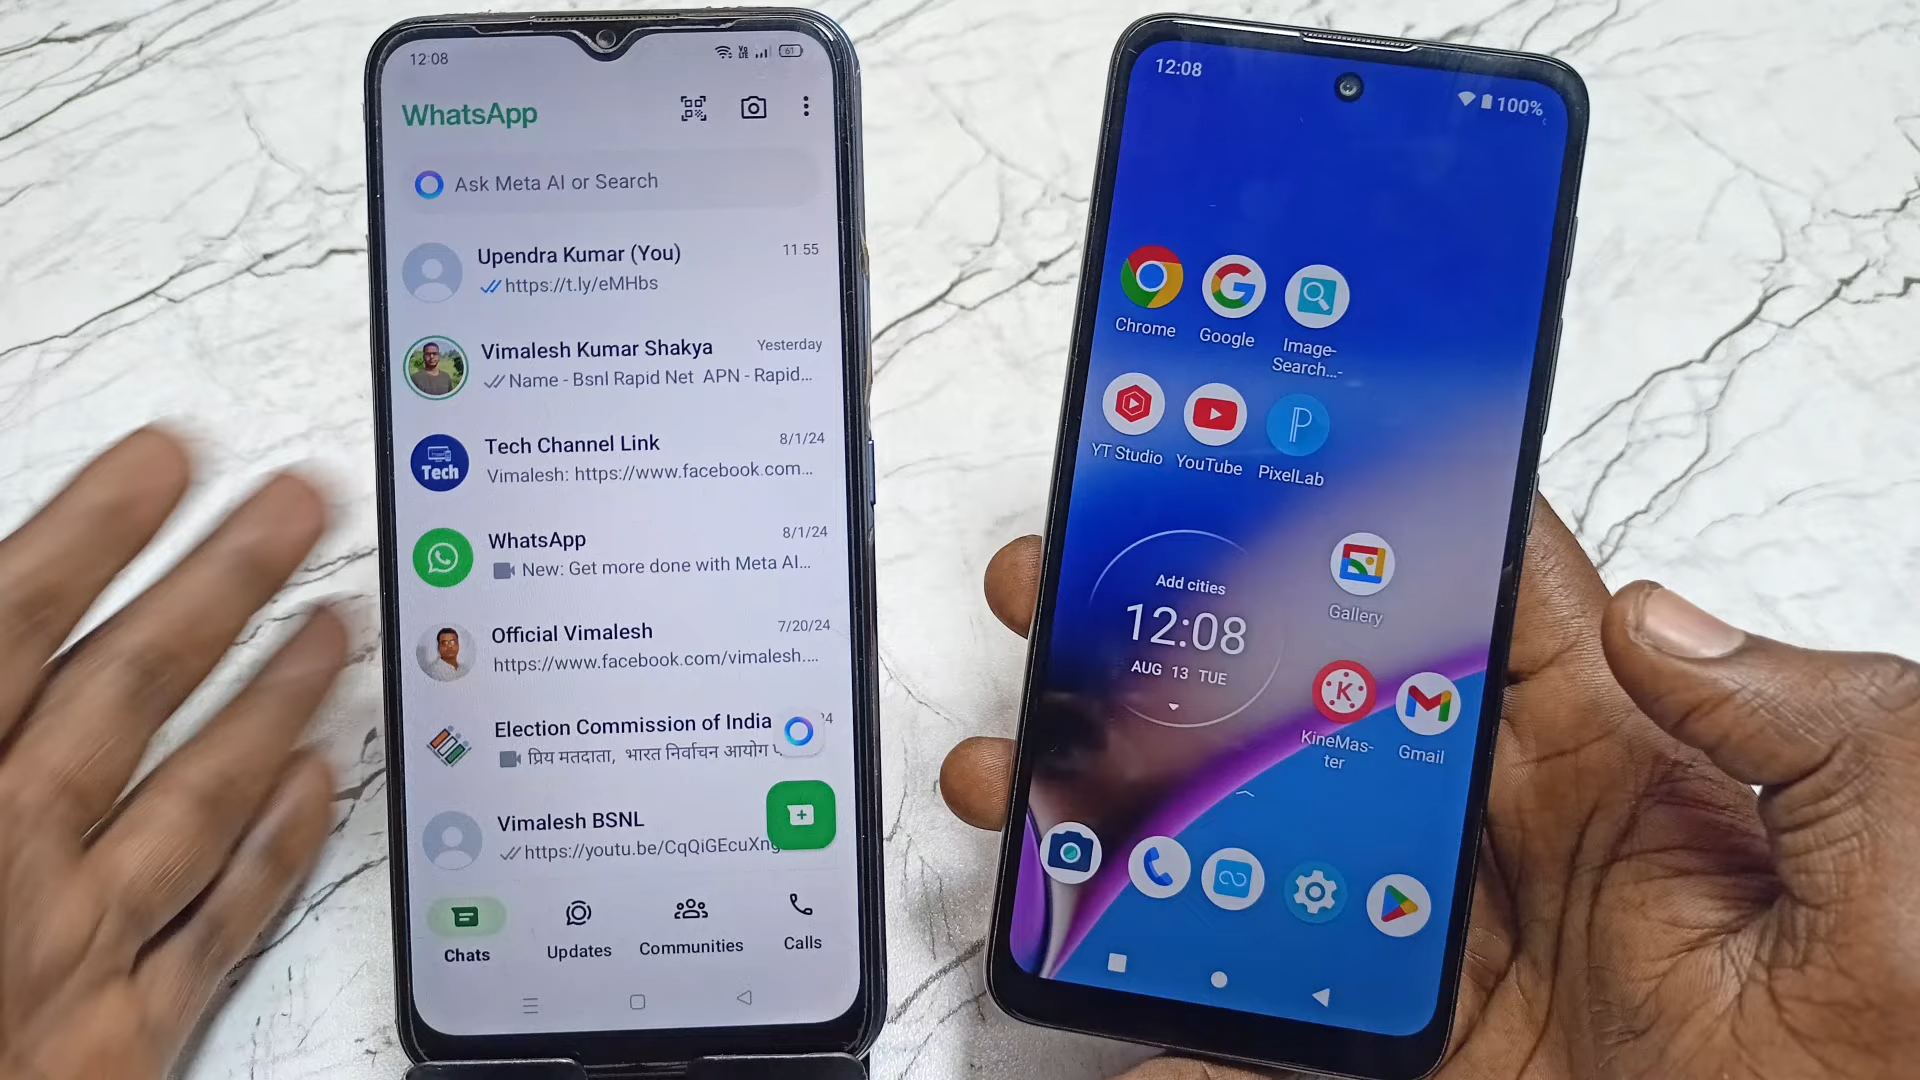 12:08
VoLTE
61
WhatsApp
Ask Meta AI or Search
Upendra Kumar (You)
11:55
https://t.ly/eMHbs
Vimalesh Kumar Shakya
Yesterday
Name - Bsnl Rapid Net APN - Rapid...
Tech Channel Link
8/1/24
Tech
Vimalesh: https://www.facebook.com...
WhatsApp
8/1/24
New: Get more done with Meta AI...
Official Vimalesh
7/20/24
https://www.facebook.com/vimalesh....
Election Commission of India
प्रिय मतदाता, भारत निर्वाचन आयोग
Vimalesh BSNL
https://youtu.be/CqQiGEcuXng
Chats
Updates
Communities
Calls
12:08
100%
Chrome
Google
Image-
Search...-
YT Studio
YouTube
PixelLab
Add cities
12:08
AUG 13 TUE
Gallery
KineMas-
ter
Gmail